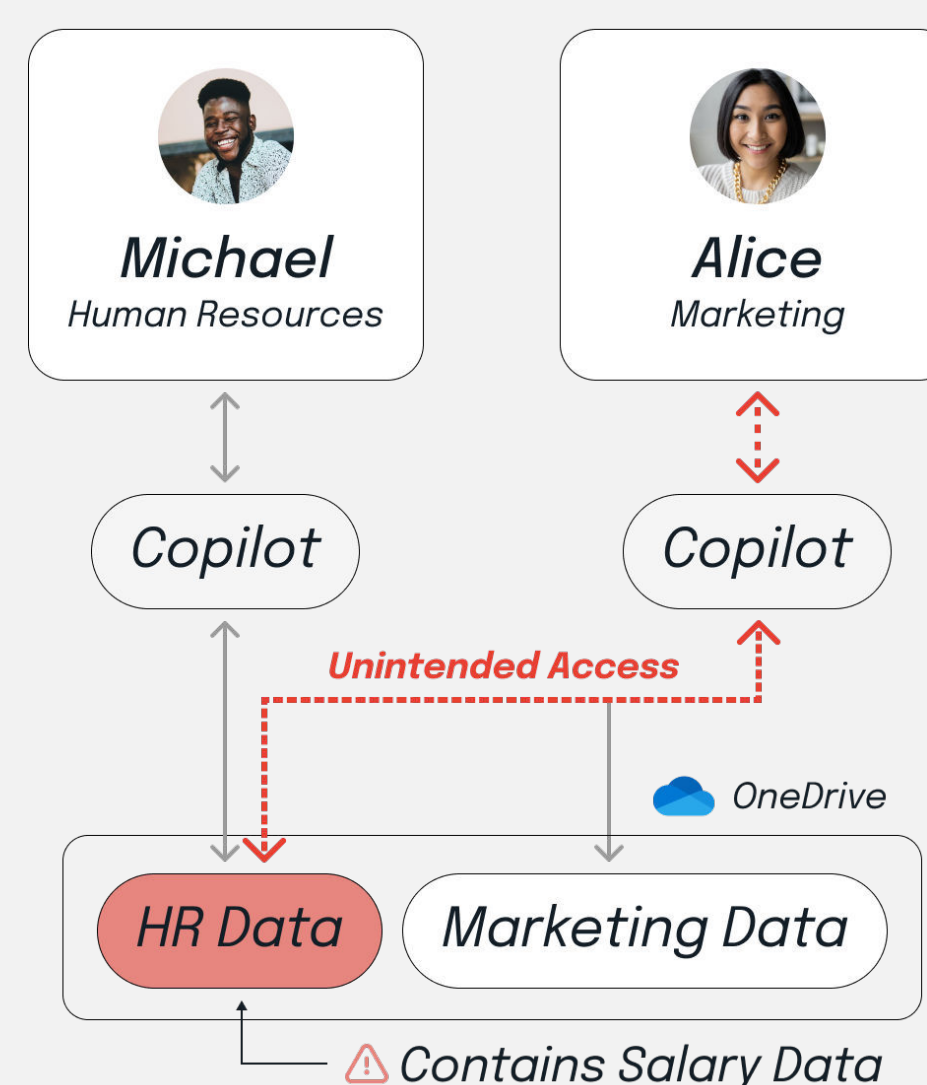 Michael
Human Resources
Alice
Marketing
Copilot
Copilot
Unintended Access
OneDrive
HR Data
Marketing Data
Contains Salary Data